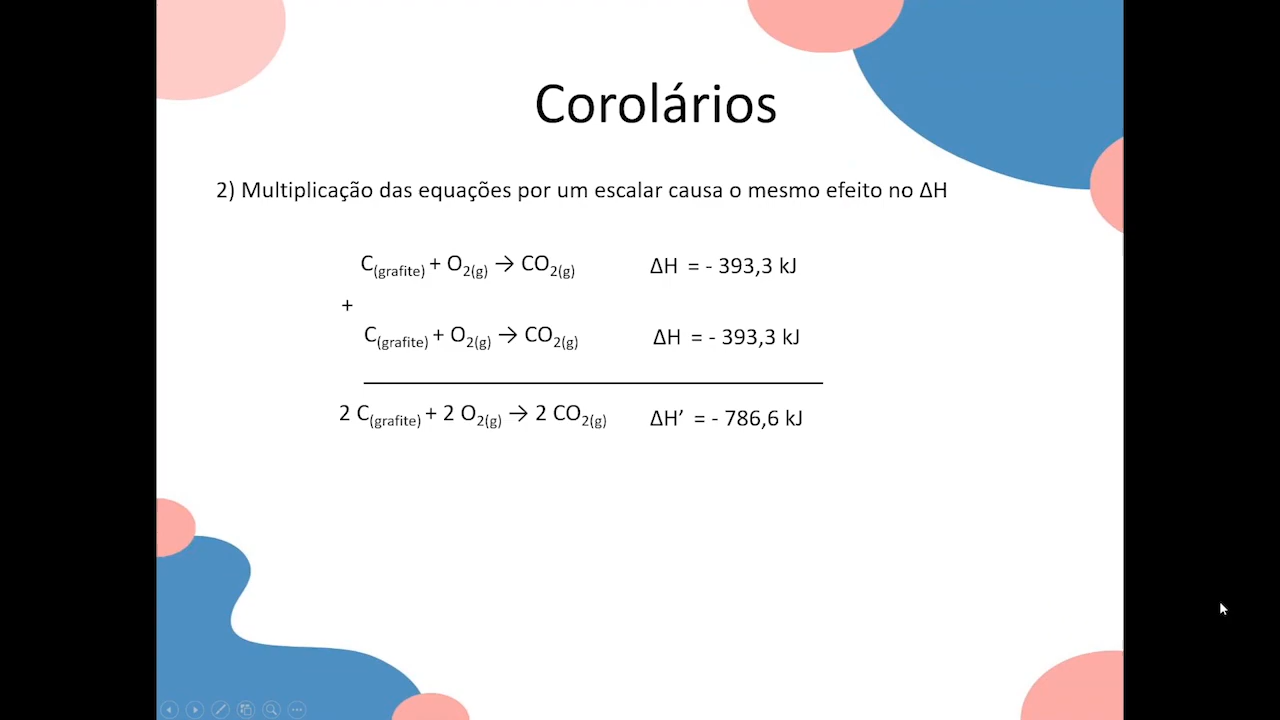 Corolários
2) Multiplicação das equações por um escalar causa o mesmo efeito no ΔH
C(grafite) + O2(g) → CO2(g) ΔH = - 393,3 kJ
+
C(grafite) + O2(g) → CO2(g) ΔH = - 393,3 kJ
2 C(grafite) + 2 O2(g) → 2 CO2(g) ΔH’ = - 786,6 kJ